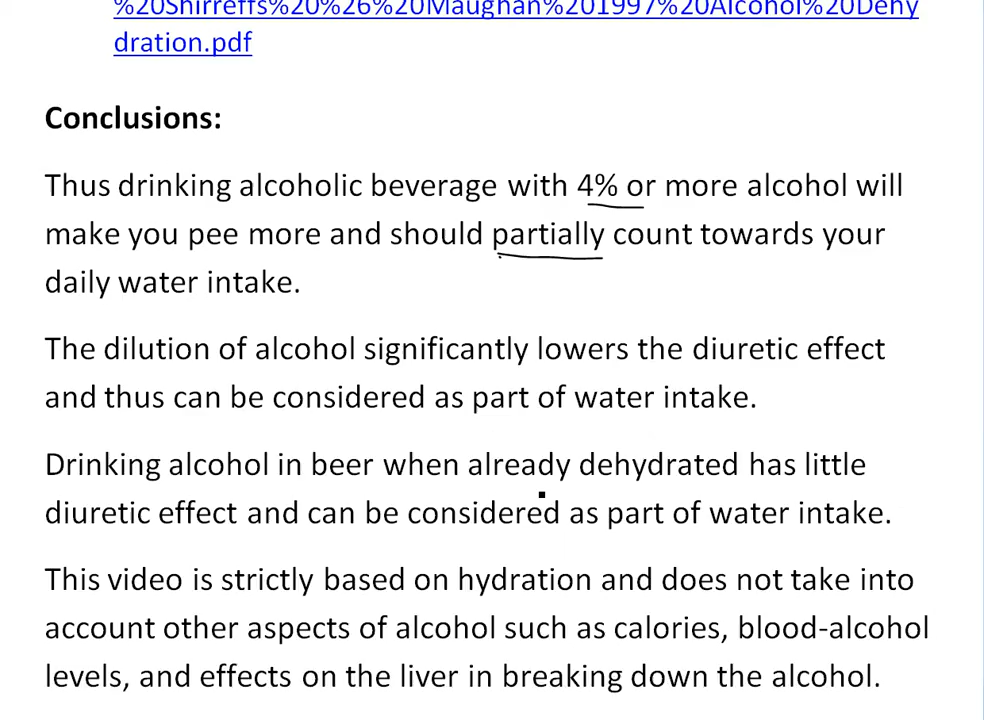 %20Shirreffs%20%26%20Maughan%201997%20Alcohol%20Dehy
dration.pdf
Conclusions:
Thus drinking alcoholic beverage with 4% or more alcohol will
make you pee more and should partially count towards your
daily water intake.
The dilution of alcohol significantly lowers the diuretic effect
and thus can be considered as part of water intake.
Drinking alcohol in beer when already dehydrated has little
diuretic effect and can be considered as part of water intake.
This video is strictly based on hydration and does not take into
account other aspects of alcohol such as calories, blood-alcohol
levels, and effects on the liver in breaking down the alcohol.